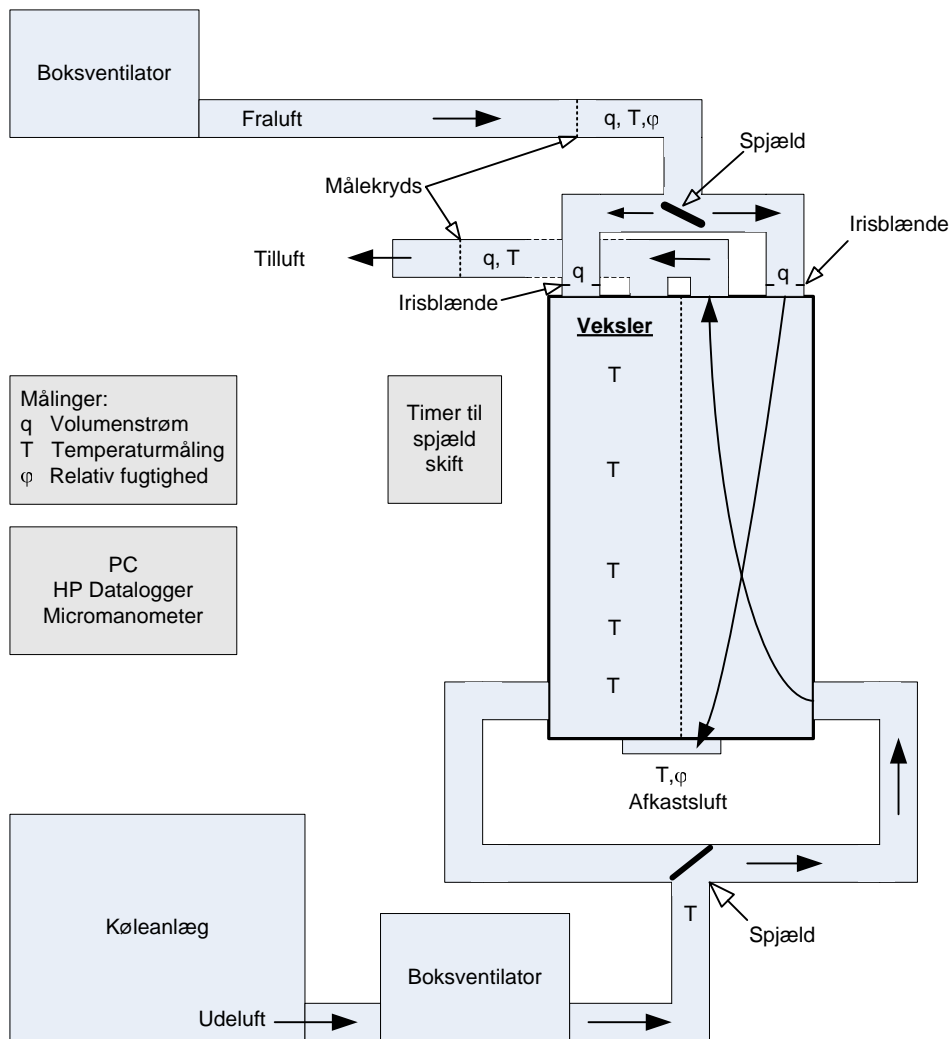 Boksventilator
Fraluft
q, T,φ
Spjæld
Målekryds
Irisblænde
Tilluft
q, T
q
q
Irisblænde
Veksler
T
T
T
T
T
Målinger:
q Volumenstrøm
T Temperaturmåling
φ Relativ fugtighed
Timer til
spjæld
skift
PC
HP Datalogger
Micromanometer
T,φ
Afkastsluft
Køleanlæg
T
Spjæld
Boksventilator
Udeluft